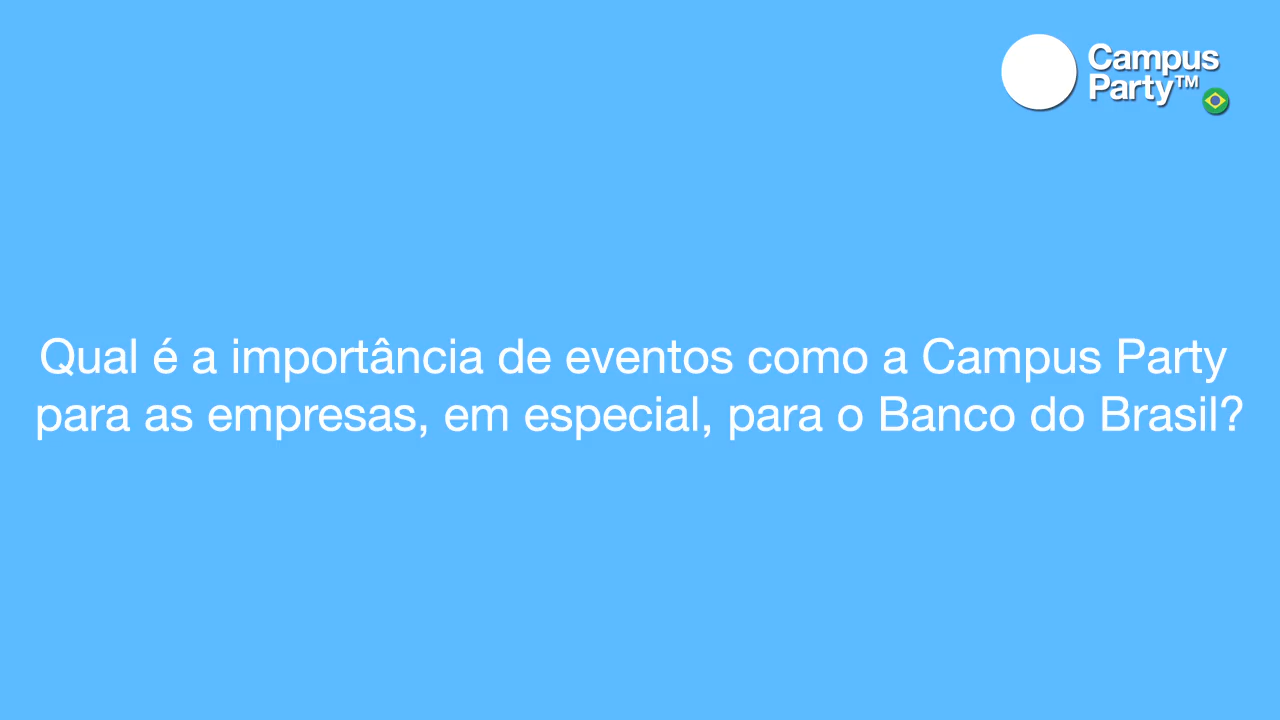 Campus
Party™
Qual é a importância de eventos como a Campus Party
para as empresas, em especial, para o Banco do Brasil?